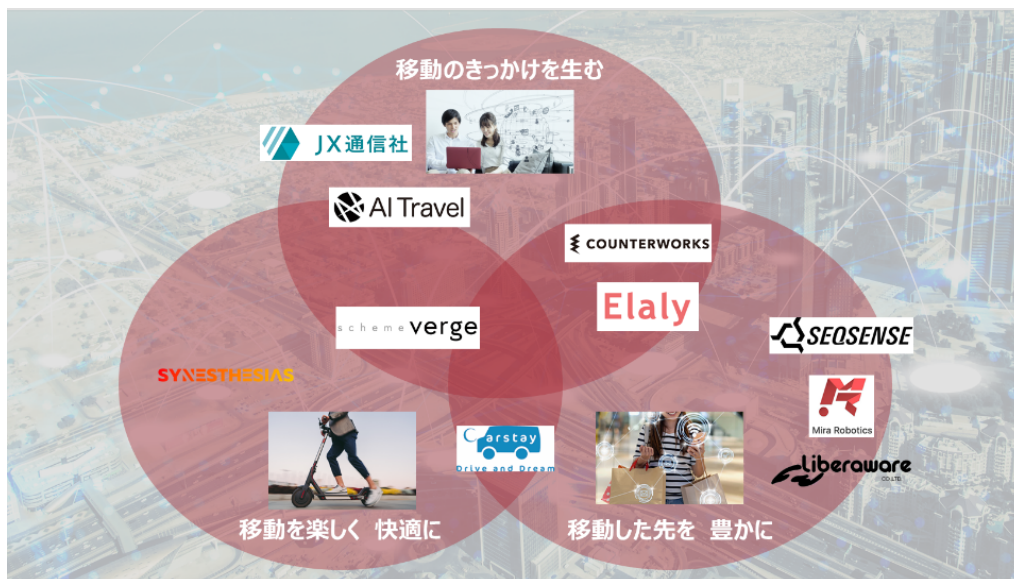 移動のきっかけを生む
JX通信社
AI Travel
COUNTERWORKS
Elaly
scheme verge
SEQSENSE
SYNESTHESIAS
Mira Robotics
Carstay
Drive and Dream
Liberaware
CO.LTD
移動を楽しく 快適に
移動した先を 豊かに